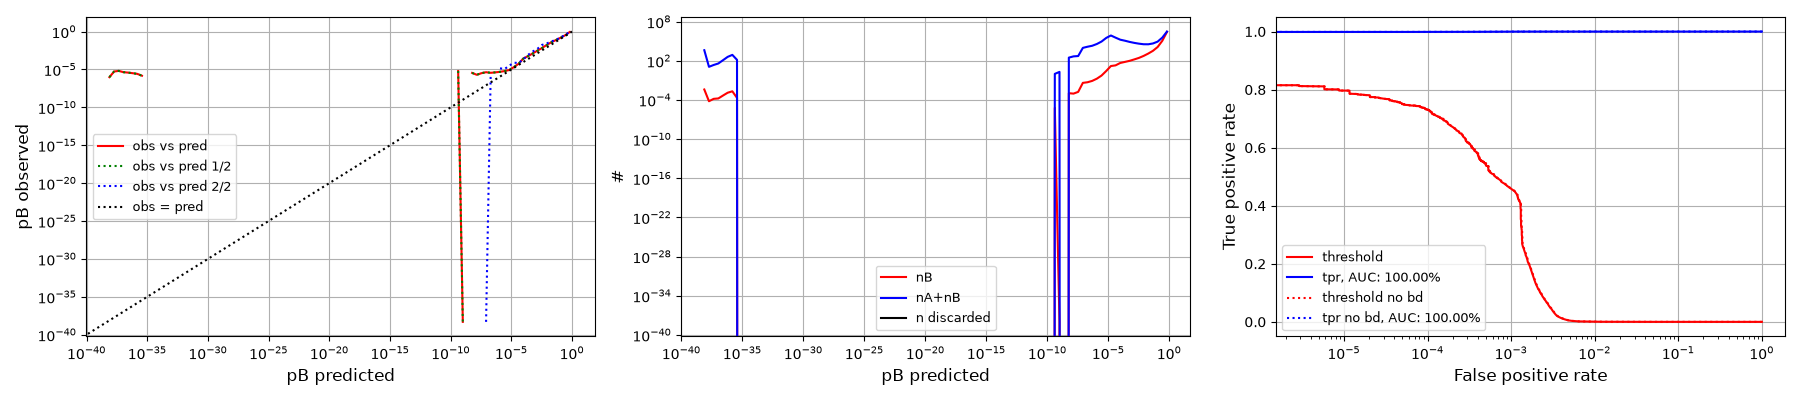 10^0
10^-5
10^-10
10^-15
10^-20
10^-25
10^-30
10^-35
10^-40
pB observed
obs vs pred
obs vs pred 1/2
obs vs pred 2/2
obs = pred
10^-40 10^-35 10^-30 10^-25 10^-20 10^-15 10^-10 10^-5 10^0
pB predicted
10^8
10^2
10^-4
10^-10
10^-16
10^-22
10^-28
10^-34
10^-40
#
nB
nA+nB
n discarded
10^-40 10^-35 10^-30 10^-25 10^-20 10^-15 10^-10 10^-5 10^0
pB predicted
1.0
0.8
0.6
0.4
0.2
0.0
True positive rate
threshold
tpr, AUC: 100.00%
threshold no bd
tpr no bd, AUC: 100.00%
10^-5 10^-4 10^-3 10^-2 10^-1 10^0
False positive rate